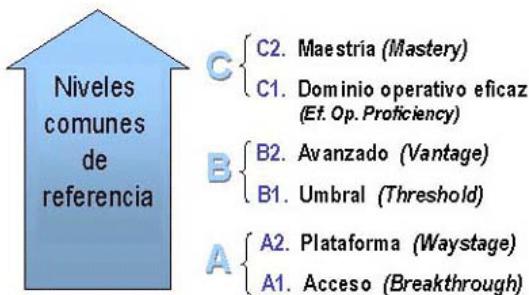 Niveles
comunes
de
referencia
C
C2. Maestría (Mastery)
C1. Dominio operativo eficaz
(Ef. Op. Proficiency)
B
B2. Avanzado (Vantage)
B1. Umbral (Threshold)
A
A2. Plataforma (Waystage)
A1. Acceso (Breakthrough)